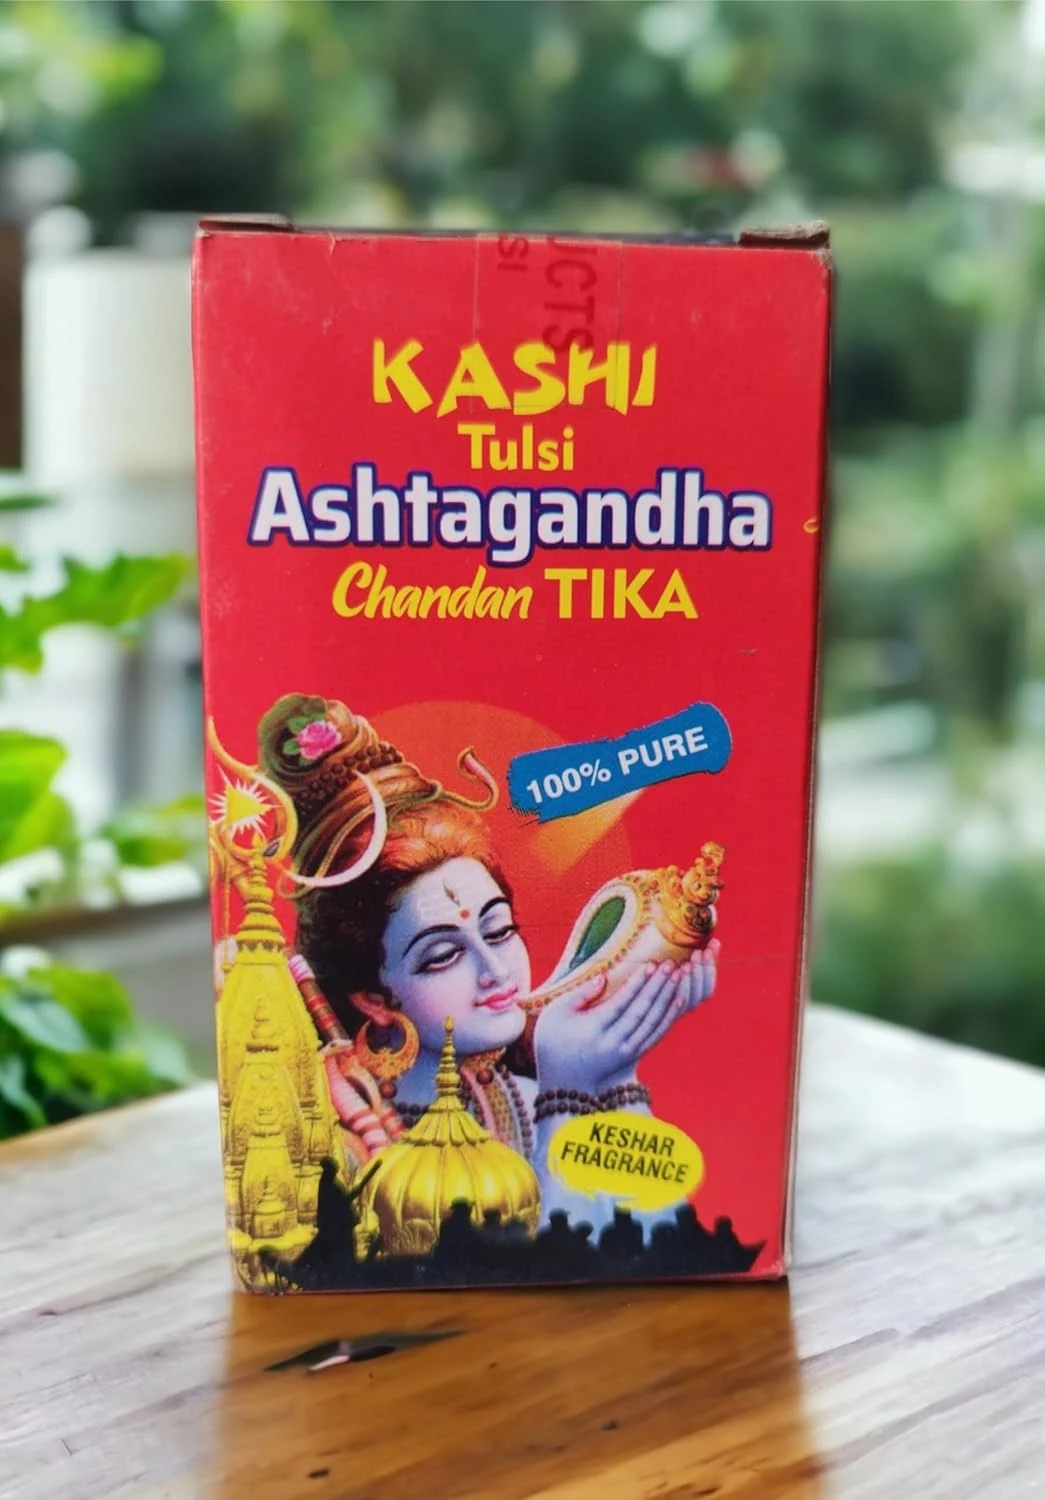 KASHI
Tulsi
Ashtagandha
Chandan TIKA
100% PURE
KESHAR
FRAGRANCE